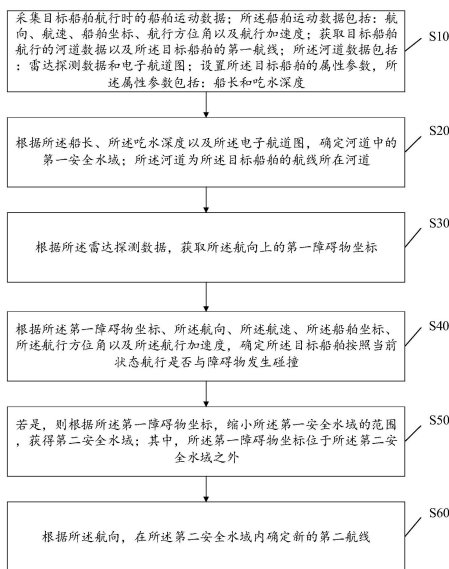 采集目标船舶航行时的船舶运动数据；所述船舶运动数据包括：航
向、航速、船舶坐标、航行方位角以及航行加速度；获取目标船舶
航行的河道数据以及所述目标船舶的第一航线；所述河道数据包括
：雷达探测数据和电子航道图；设置所述目标船舶的属性参数，所
述属性参数包括：船长和吃水深度
S10
根据所述船长、所述吃水深度以及所述电子航道图，确定河道中的
第一安全水域；所述河道为所述目标船舶的航线所在河道
S20
根据所述雷达探测数据，获取所述航向上的第一障碍物坐标
S30
根据所述第一障碍物坐标、所述航向、所述航速、所述船舶坐标、
所述航行方位角以及所述航行加速度，确定所述目标船舶按照当前
状态航行是否与障碍物发生碰撞
S40
若是，则根据所述第一障碍物坐标，缩小所述第一安全水域的范围
，获得第二安全水域；其中，所述第一障碍物坐标位于所述第二安
全水域之外
S50
根据所述航向，在所述第二安全水域内确定新的第二航线
S60